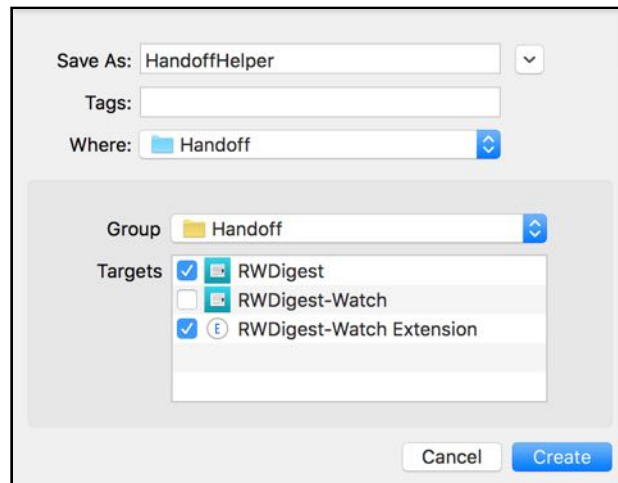 Save As: HandoffHelper
Tags:
Where: Handoff
Group Handoff
Targets RWDigest
RWDigest-Watch
E RWDigest-Watch Extension
Cancel Create